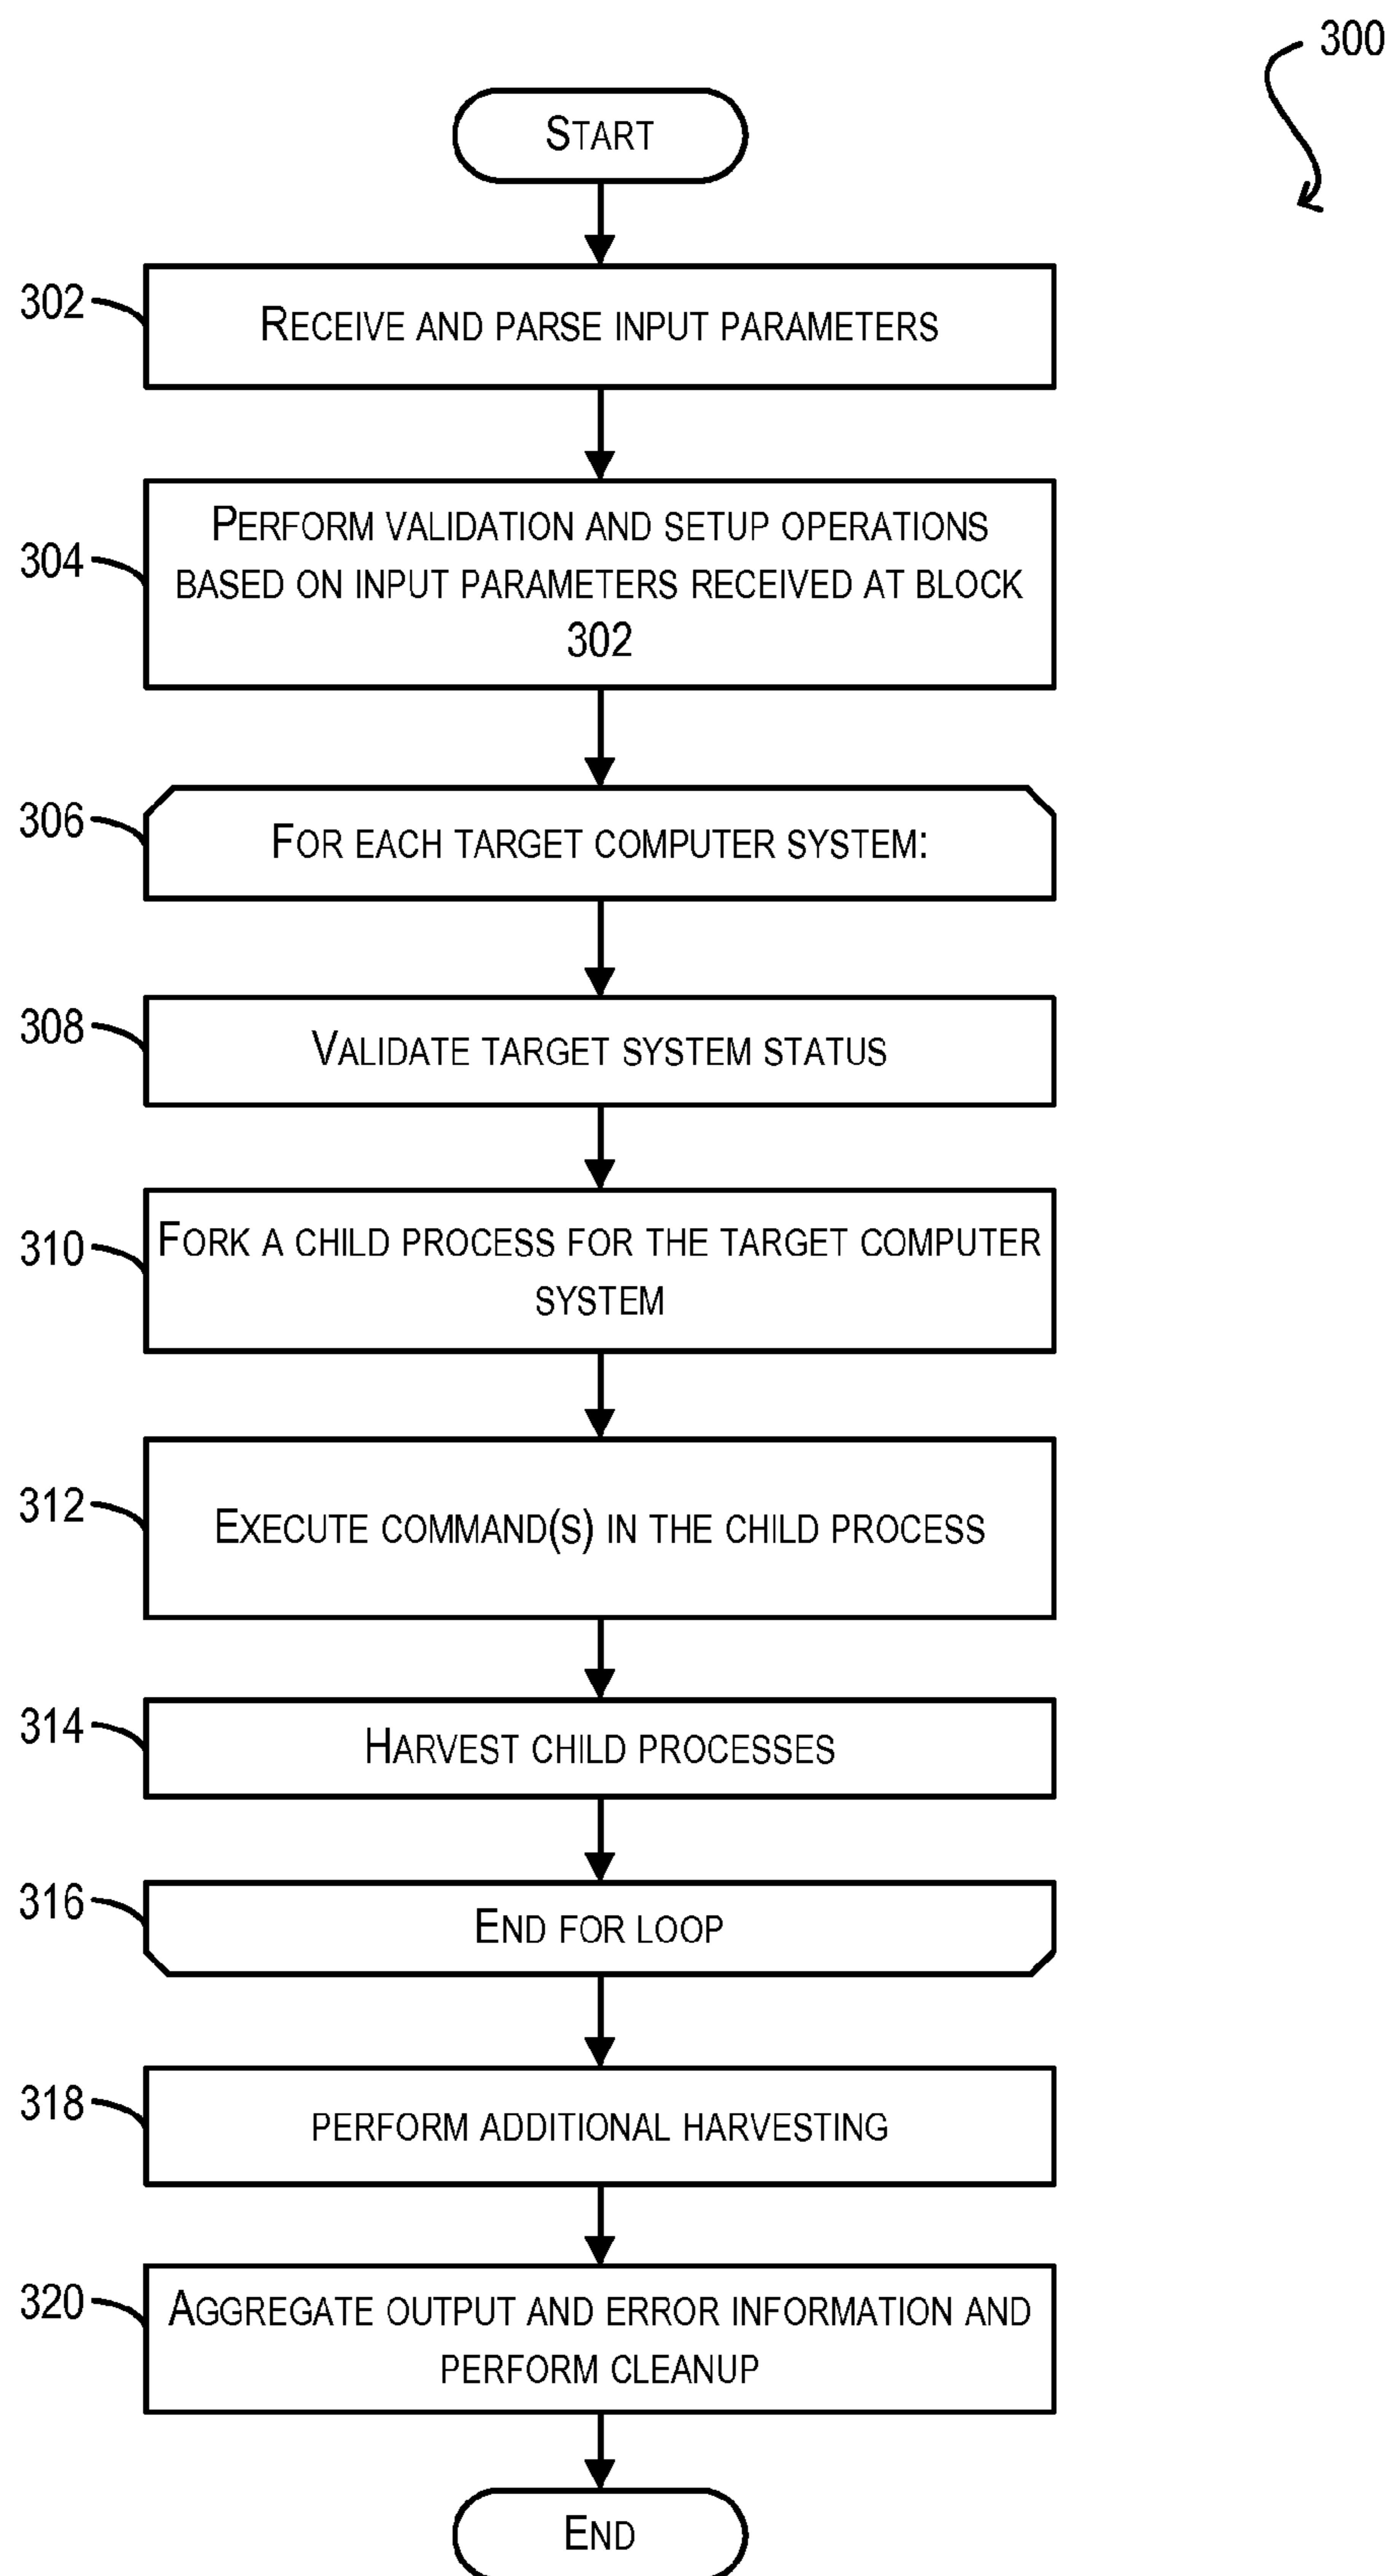 300
START
302
RECEIVE AND PARSE INPUT PARAMETERS
304
PERFORM VALIDATION AND SETUP OPERATIONS
BASED ON INPUT PARAMETERS RECEIVED AT BLOCK
302
306
FOR EACH TARGET COMPUTER SYSTEM:
308
VALIDATE TARGET SYSTEM STATUS
310
FORK A CHILD PROCESS FOR THE TARGET COMPUTER
SYSTEM
312
EXECUTE COMMAND(S) IN THE CHILD PROCESS
314
HARVEST CHILD PROCESSES
316
END FOR LOOP
318
PERFORM ADDITIONAL HARVESTING
320
AGGREGATE OUTPUT AND ERROR INFORMATION AND
PERFORM CLEANUP
END